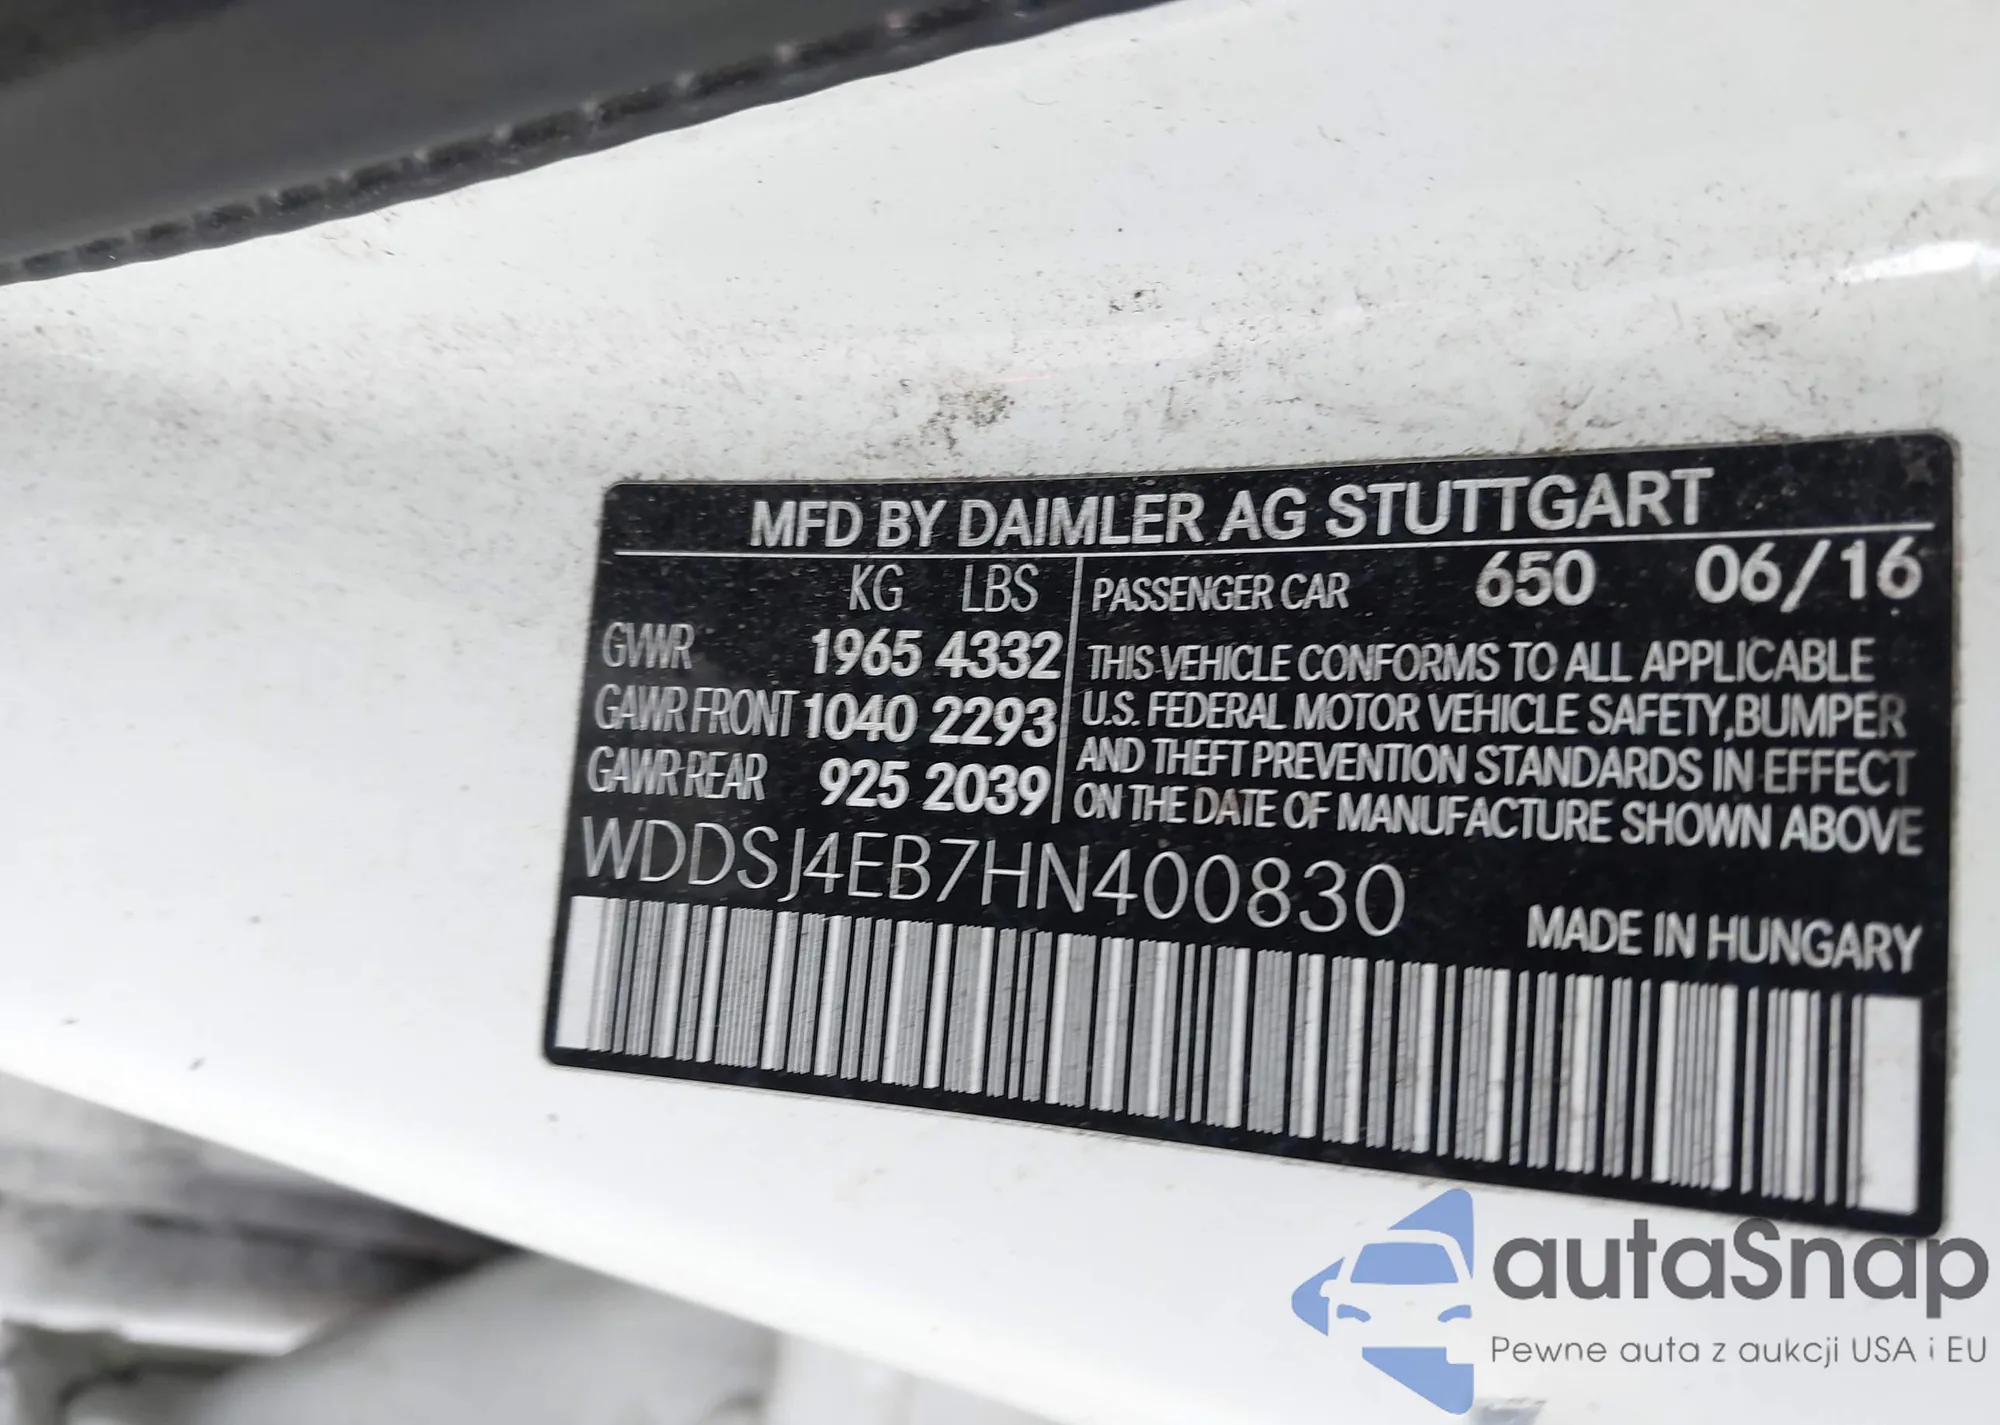 MFD BY DAIMLER AG STUTTGART
KG LBS
GVWR 1965 4332
GAWR FRONT 1040 2293
GAWR REAR 925 2039
PASSENGER CAR 650 06/16
THIS VEHICLE CONFORMS TO ALL APPLICABLE
U.S. FEDERAL MOTOR VEHICLE SAFETY, BUMPER
AND THEFT PREVENTION STANDARDS IN EFFECT
ON THE DATE OF MANUFACTURE SHOWN ABOVE
WDDSJ4EB7HN400830
MADE IN HUNGARY
autaSnap
Pewne auta z aukcji USA i EU